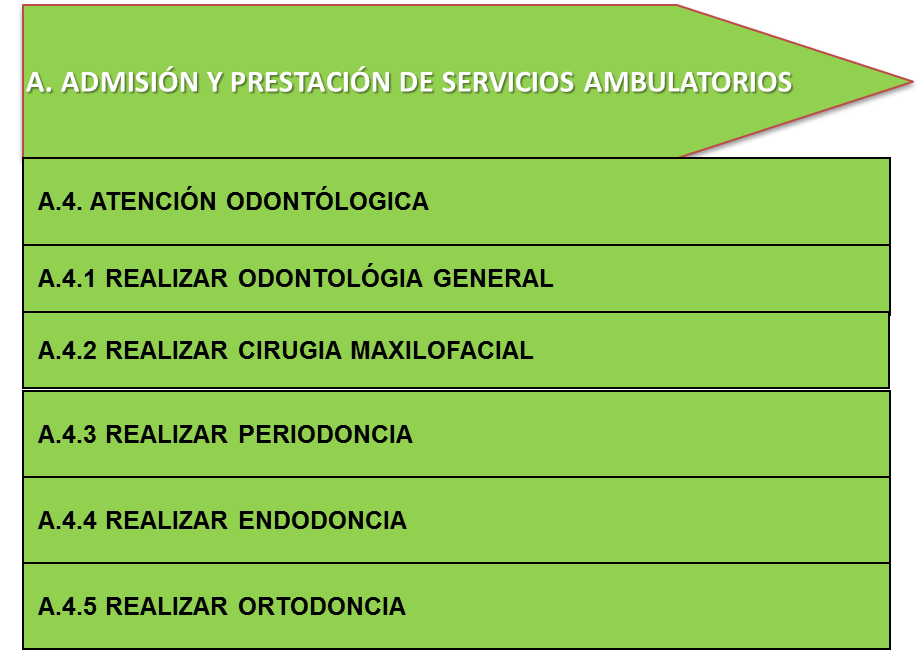 A. ADMISIÓN Y PRESTACIÓN DE SERVICIOS AMBULATORIOS
A.4. ATENCIÓN ODONTÓLOGICA
A.4.1 REALIZAR ODONTOLÓGIA GENERAL
A.4.2 REALIZAR CIRUGIA MAXILOFACIAL
A.4.3 REALIZAR PERIODONCIA
A.4.4 REALIZAR ENDODONCIA
A.4.5 REALIZAR ORTODONCIA